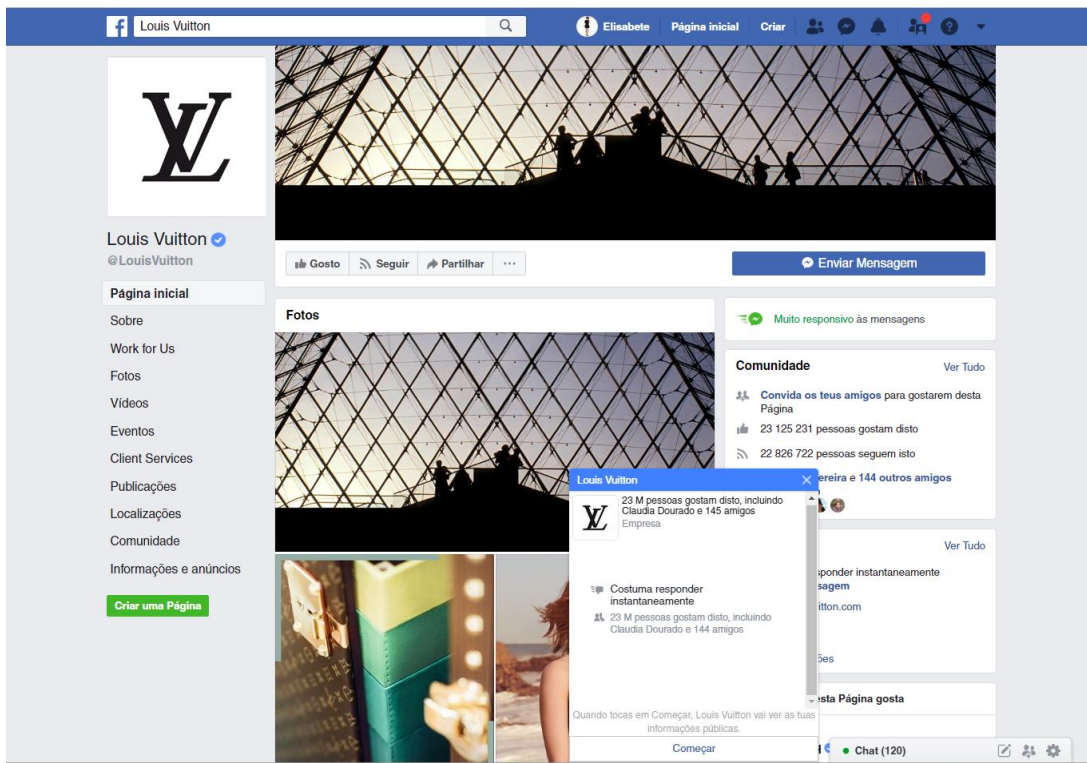 Louis Vuitton
Elisabete
Página inicial
Criar
LV
Louis Vuitton
@LouisVuitton
Página inicial
Sobre
Work for Us
Fotos
Vídeos
Eventos
Client Services
Publicações
Localizações
Comunidade
Informações e anúncios
Criar uma Página
Gosto
Seguir
Partilhar
Enviar Mensagem
Fotos
Muito responsivo às mensagens
Comunidade
Ver Tudo
Convida os teus amigos para gostarem desta
Página
23 125 231 pessoas gostam disto
22 826 722 pessoas seguem isto
ereira e 144 outros amigos
Ver Tudo
sponder instantaneamente
sagem
itton.com
ões
esta Página gosta
Louis Vuitton
LV
23 M pessoas gostam disto, incluindo
Claudia Dourado e 145 amigos
Empresa
Costuma responder
instantaneamente
23 M pessoas gostam disto, incluindo
Claudia Dourado e 144 amigos
Quando tocas em Começar, Louis Vuitton vai ver as tuas
informações públicas.
Começar
Chat (120)